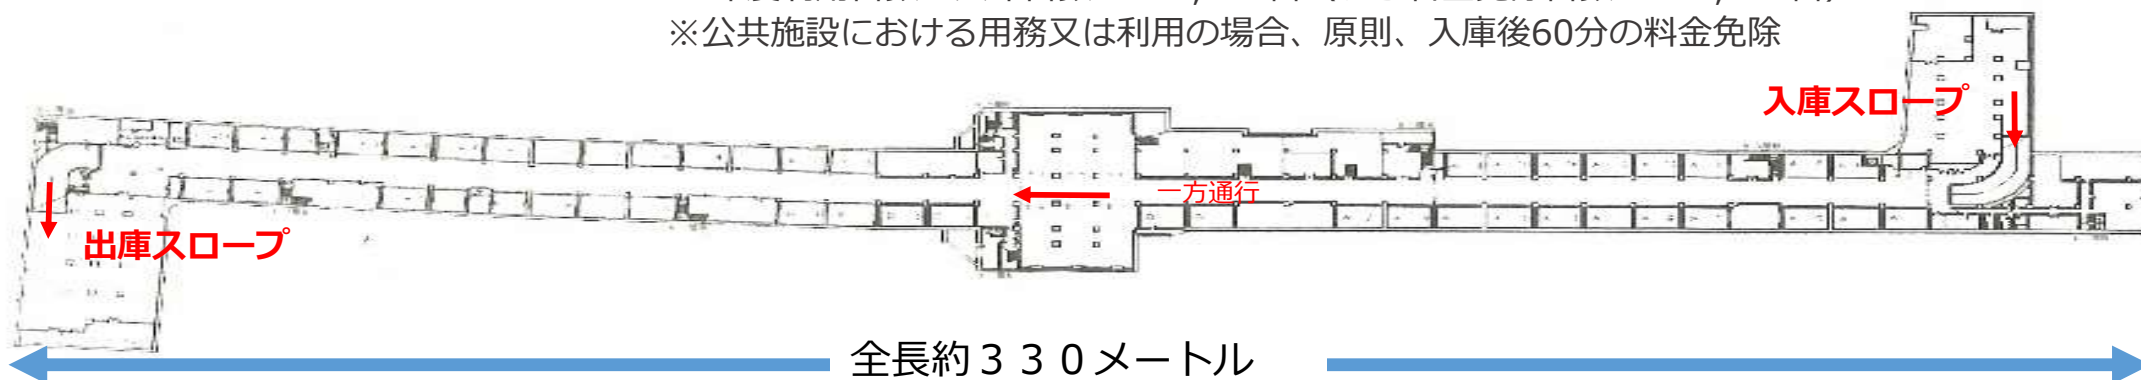 ※公共施設における用務又は利用の場合、原則、入庫後60分の料金免除
入庫スロープ
一方通行
出庫スロープ
全長約３３０メートル